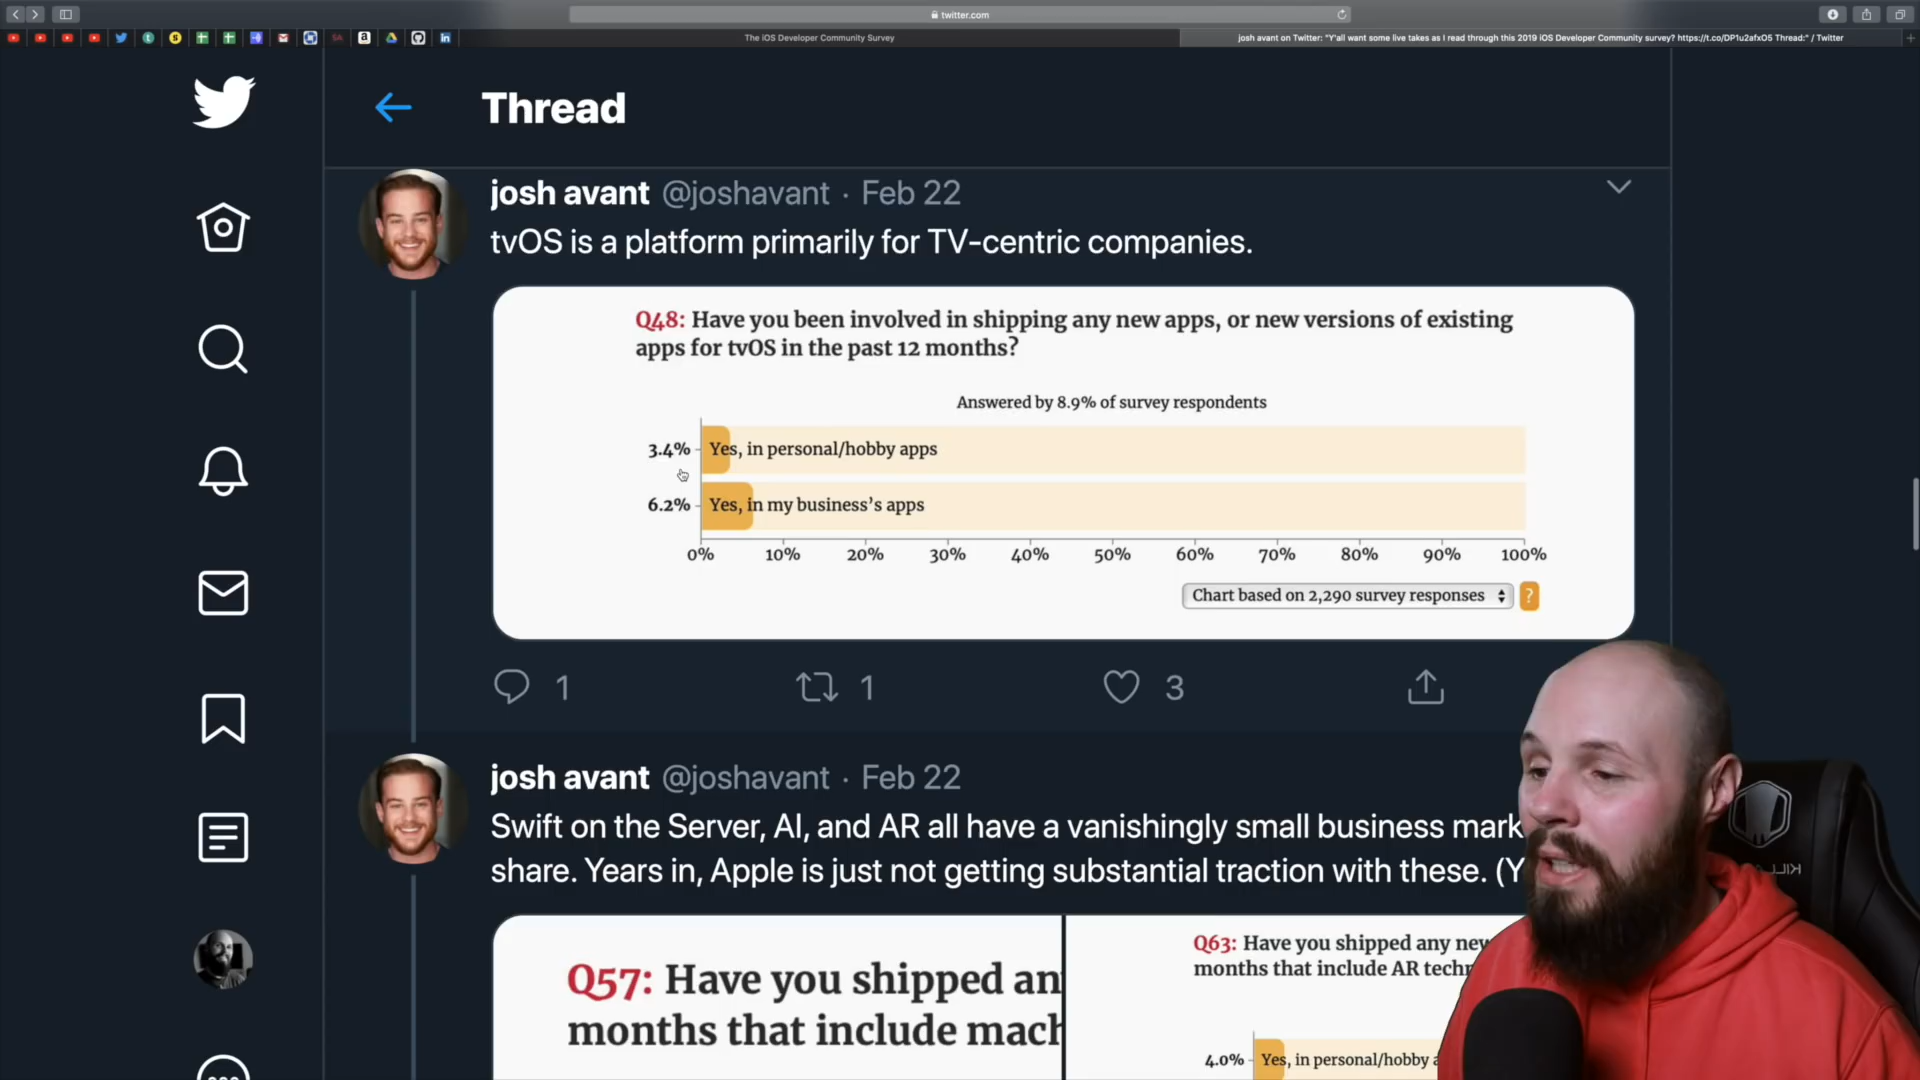 twitter.com
The iOS Developer Community Survey
josh avant on Twitter: "Y'all want some live takes as I read through this 2019 iOS Developer Community survey? https://t.co/DP1u2afxO5 Thread:" / Twitter
Thread
josh avant @joshavant · Feb 22
tvOS is a platform primarily for TV-centric companies.
Q48: Have you been involved in shipping any new apps, or new versions of existing
apps for tvOS in the past 12 months?
Answered by 8.9% of survey respondents
3.4% Yes, in personal/hobby apps
6.2% Yes, in my business's apps
0% 10% 20% 30% 40% 50% 60% 70% 80% 90% 100%
Chart based on 2,290 survey responses ?
1 1 3
josh avant @joshavant · Feb 22
Swift on the Server, AI, and AR all have a vanishingly small business mark
share. Years in, Apple is just not getting substantial traction with these. (Y
Q57: Have you shipped an
months that include mach
Q63: Have you shipped any new
months that include AR techn
4.0% Yes, in personal/hobby a